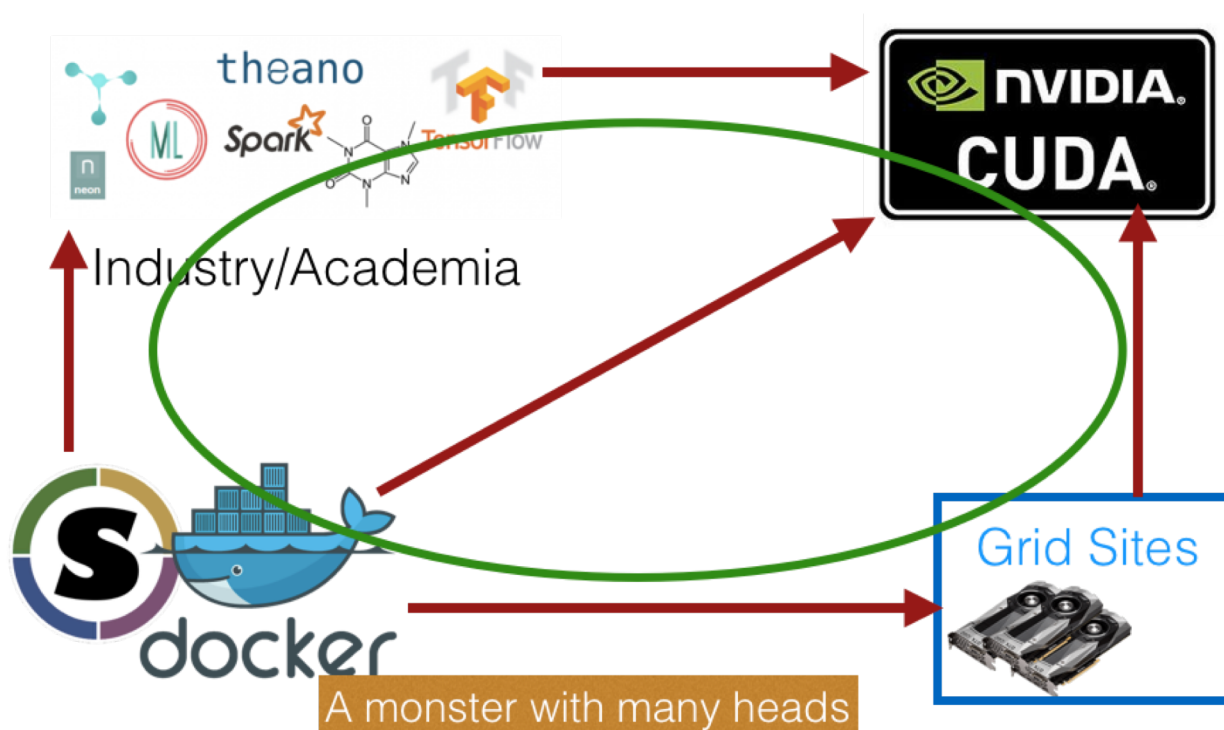 theano
ML
Spark
TensorFlow
n
neon
N
N
N
N
O
O
Industry/Academia
NVIDIA.®
CUDA.®
S
docker
Grid Sites
A monster with many heads